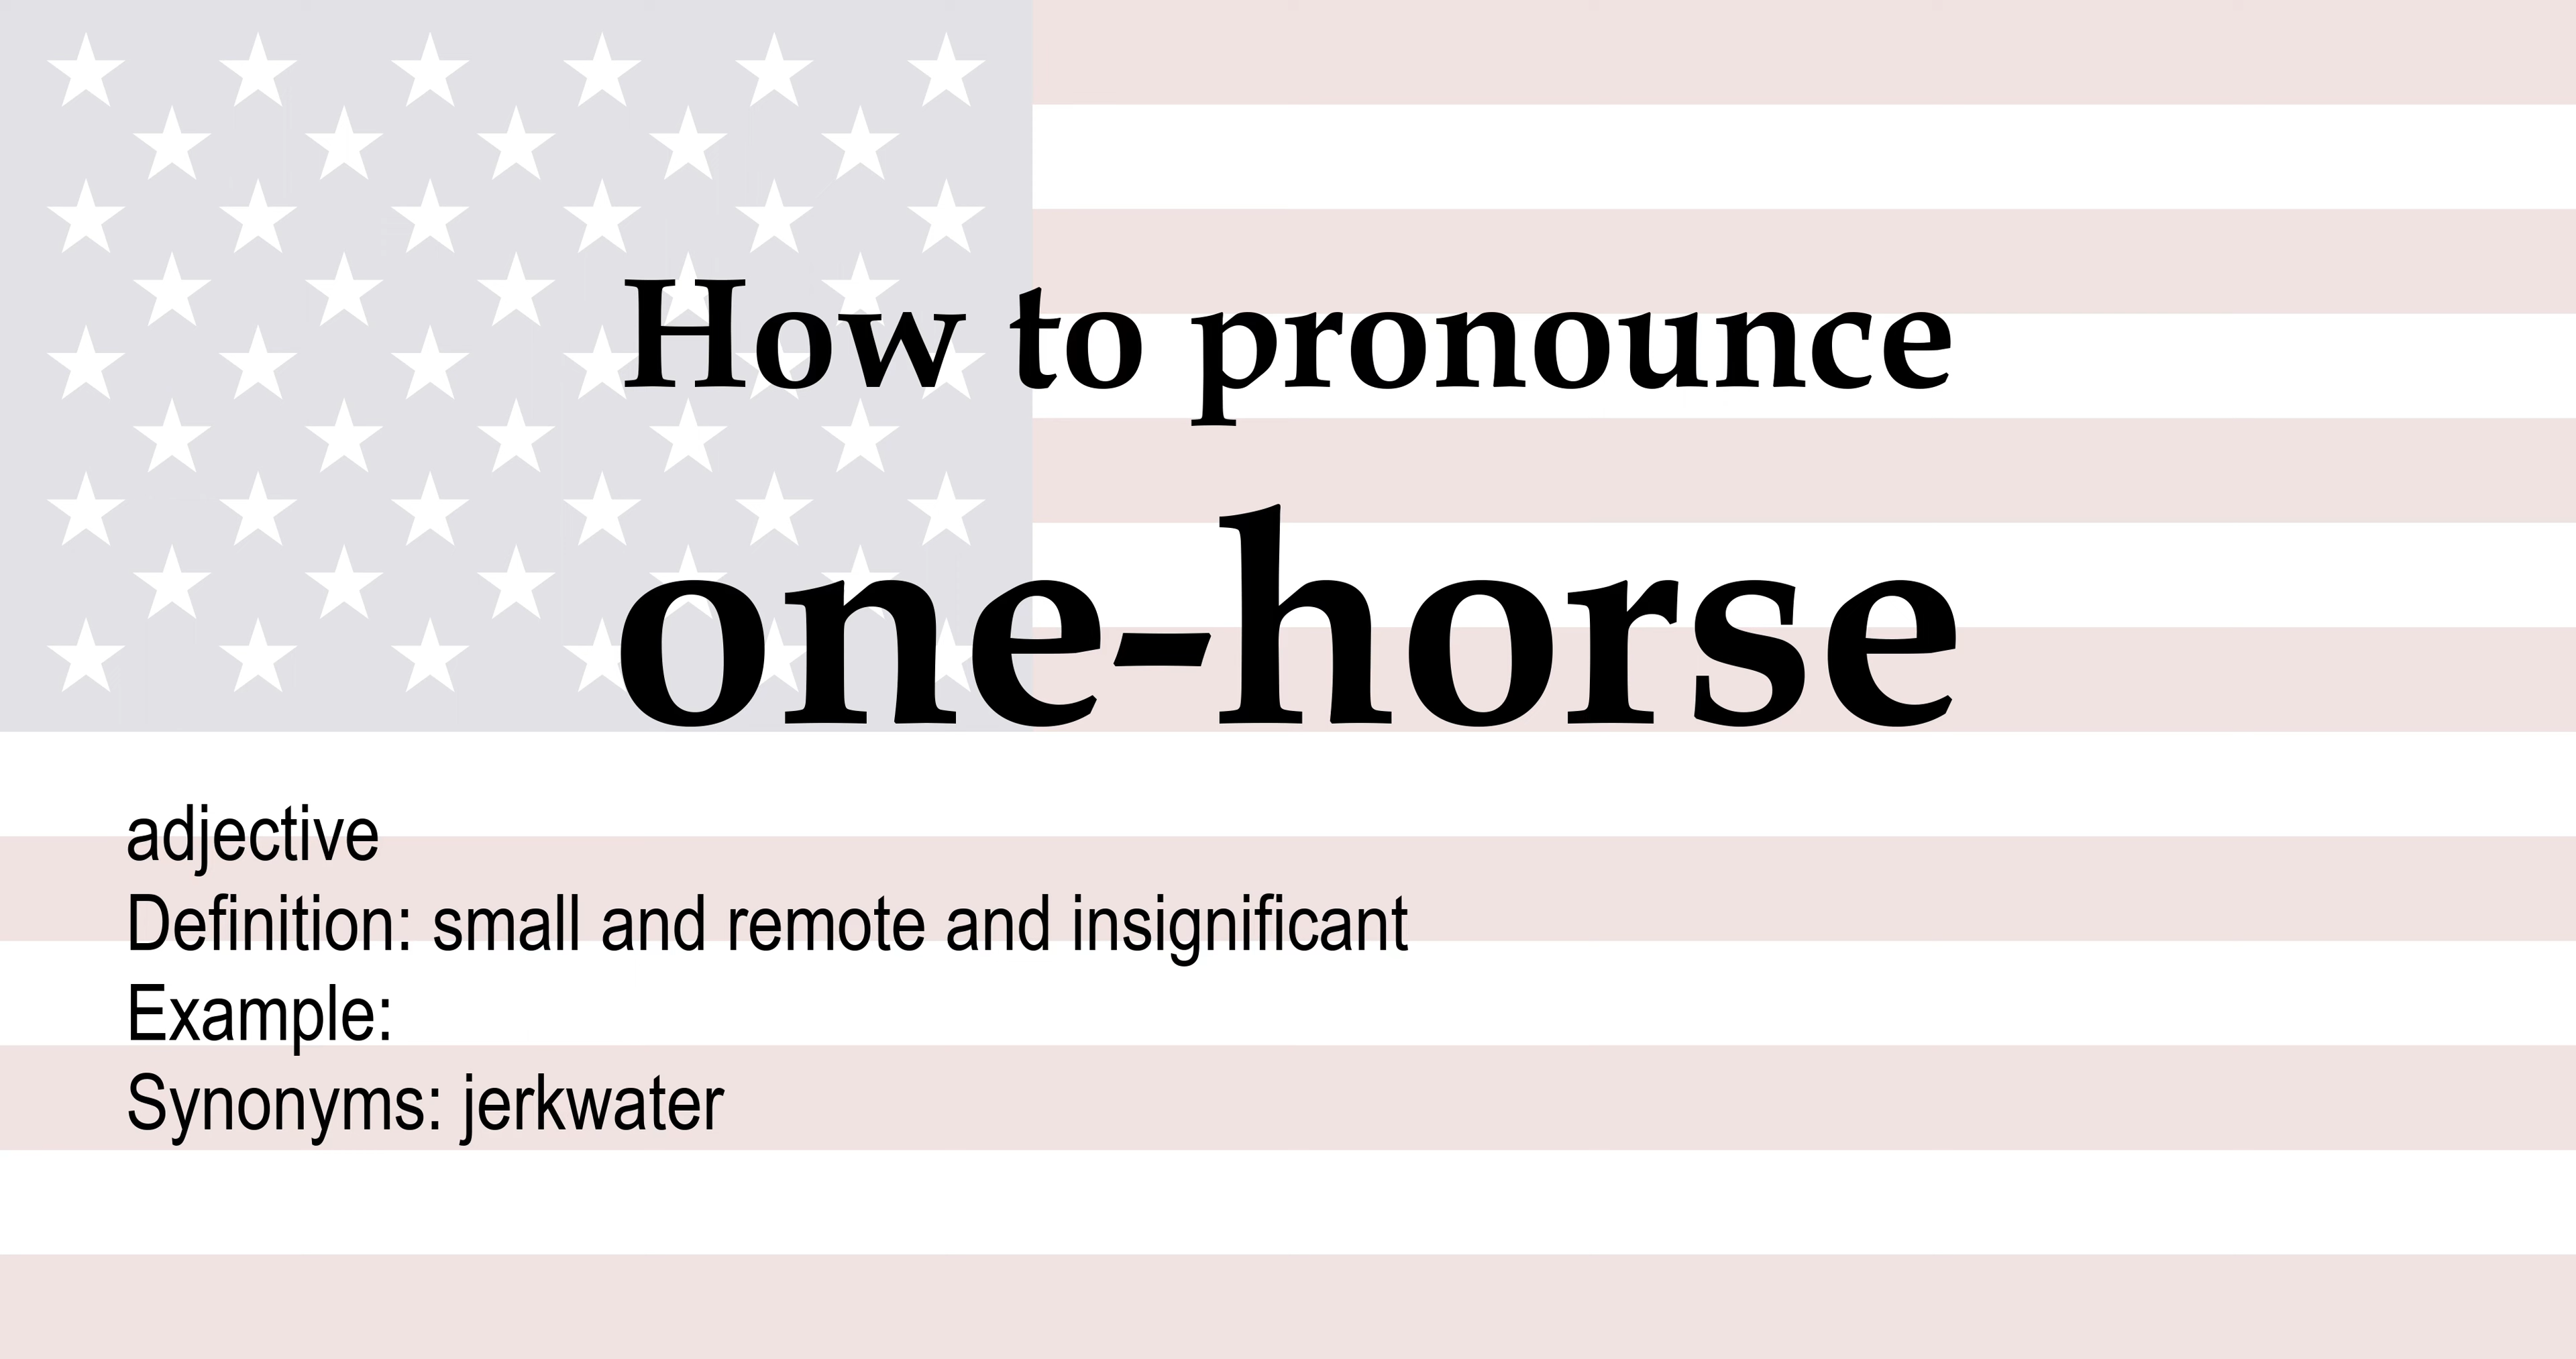 How to pronounce
one-horse
adjective
Definition: small and remote and insignificant
Example:
Synonyms: jerkwater